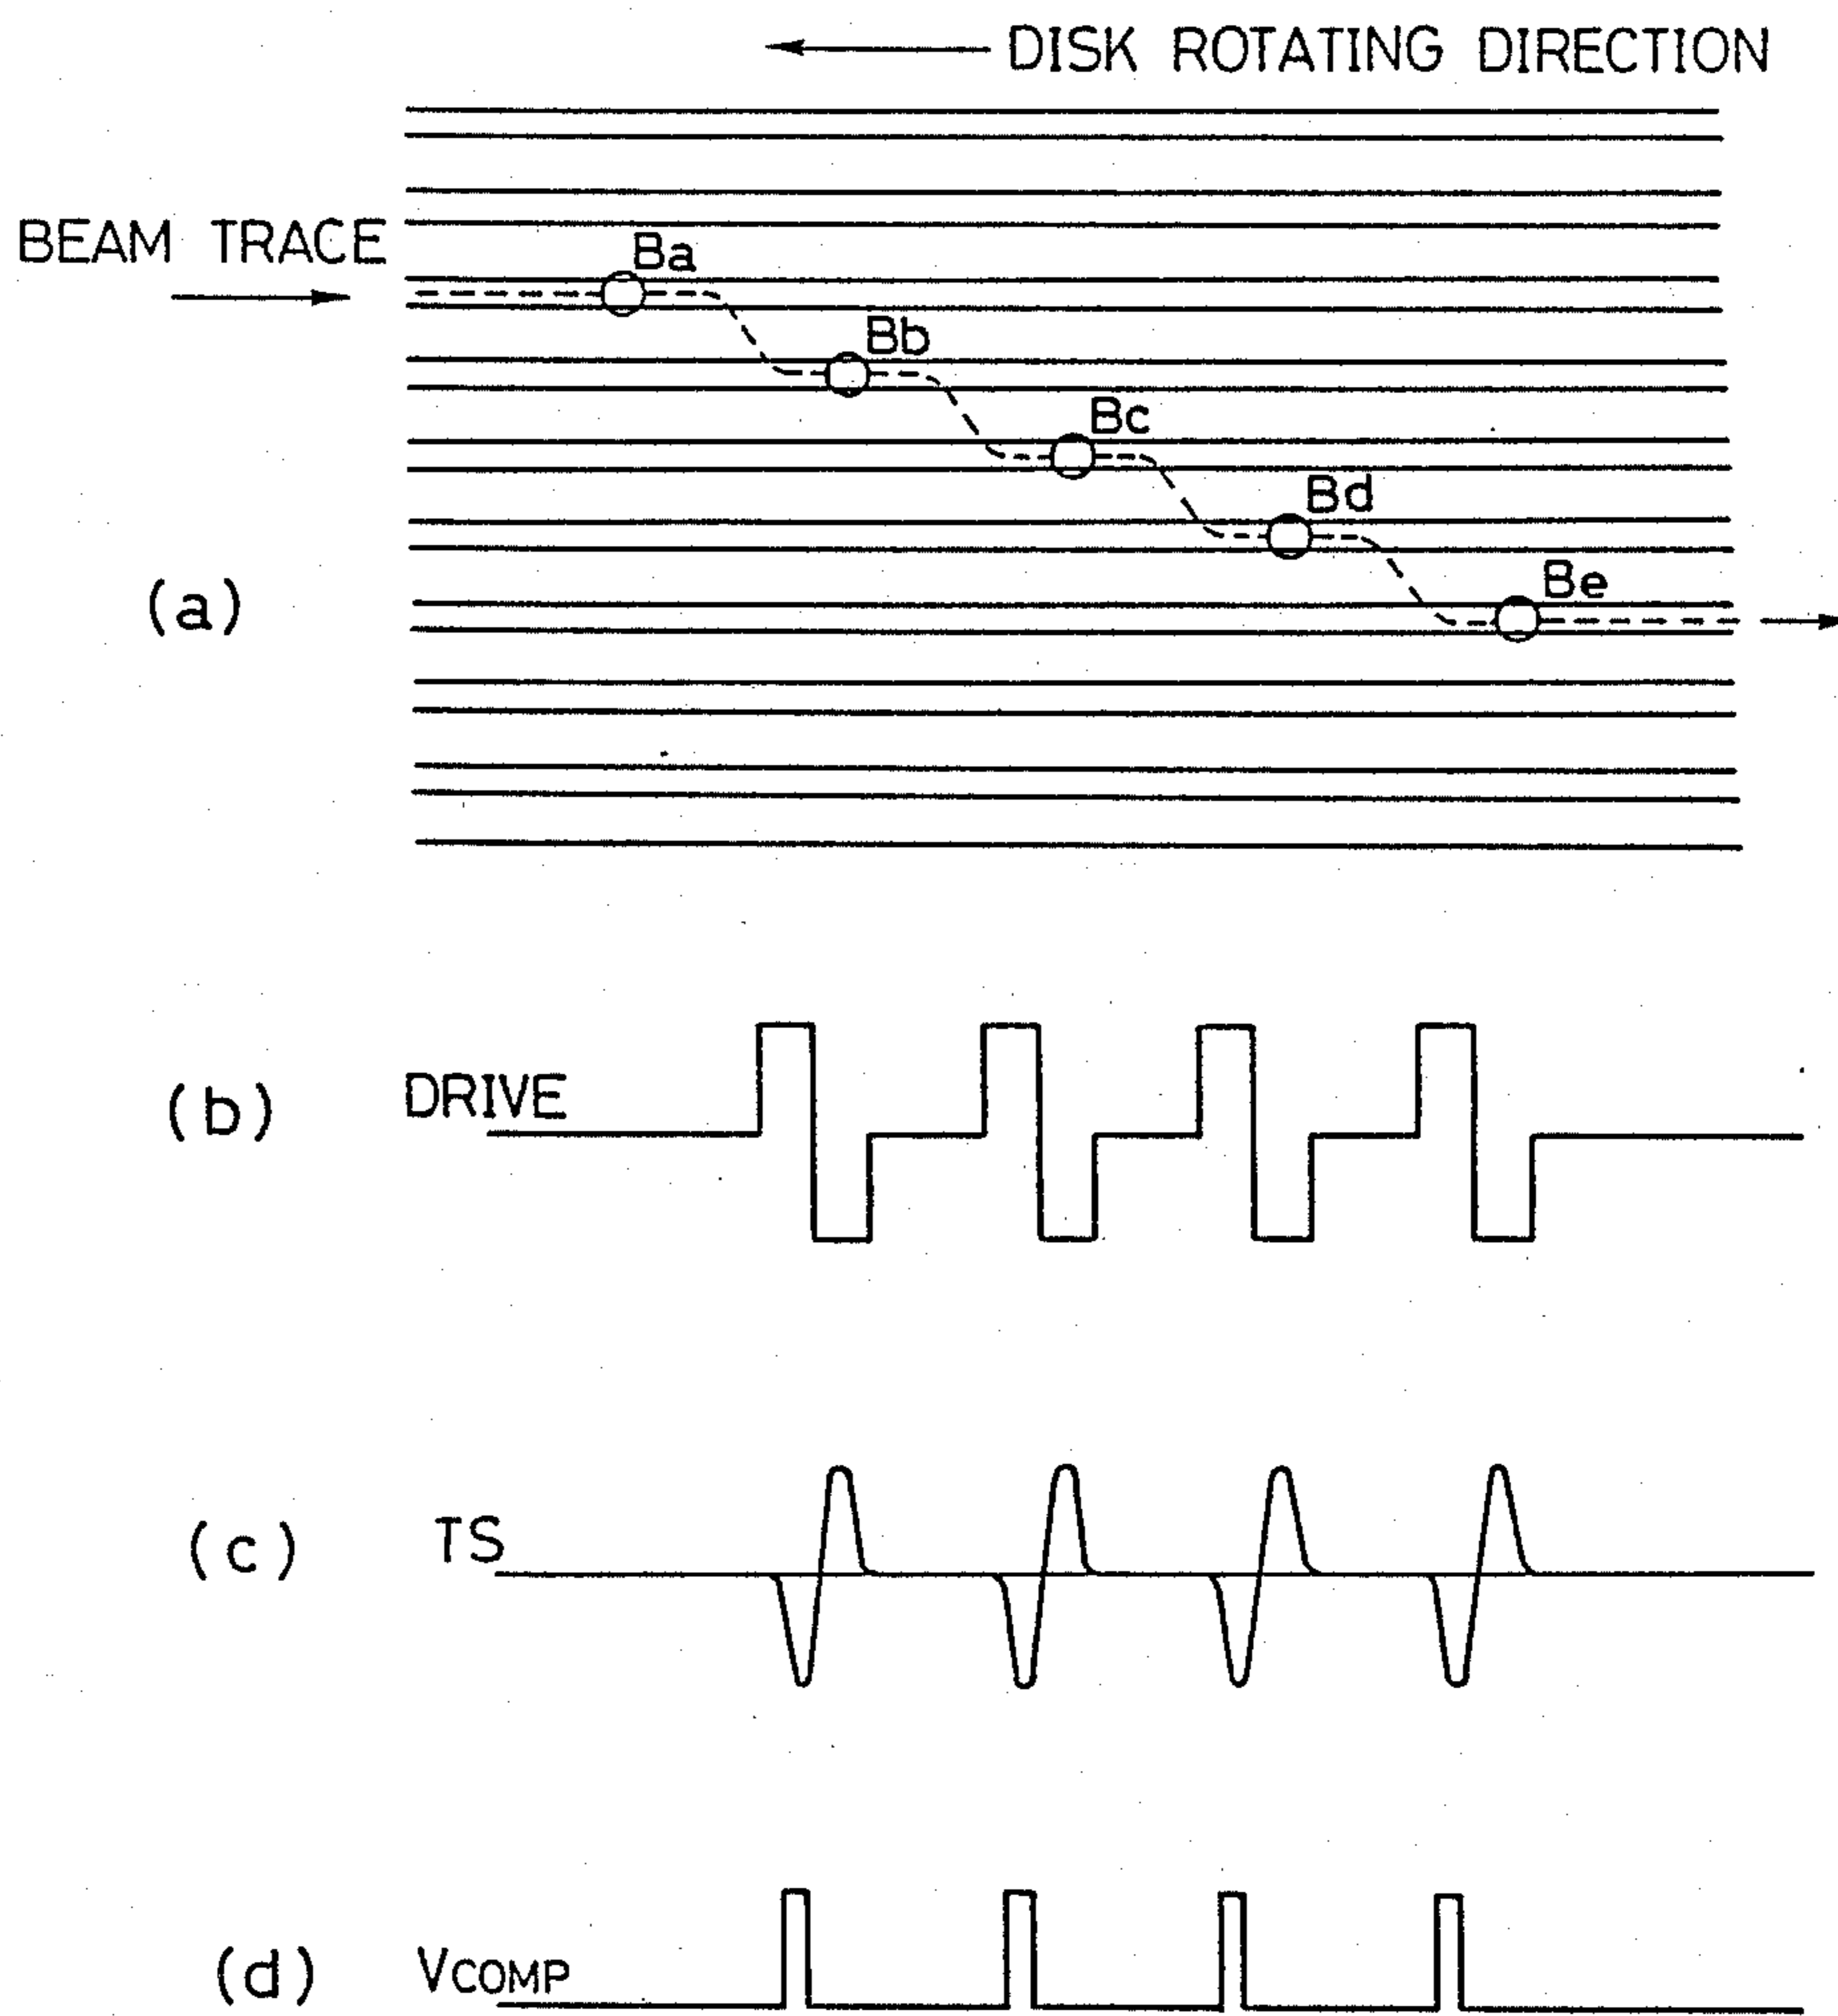 DISK ROTATING DIRECTION
BEAM TRACE
Ba
Bb
Bc
Bd
Be
(a)
(b) DRIVE
(c) TS
(d) VCOMP